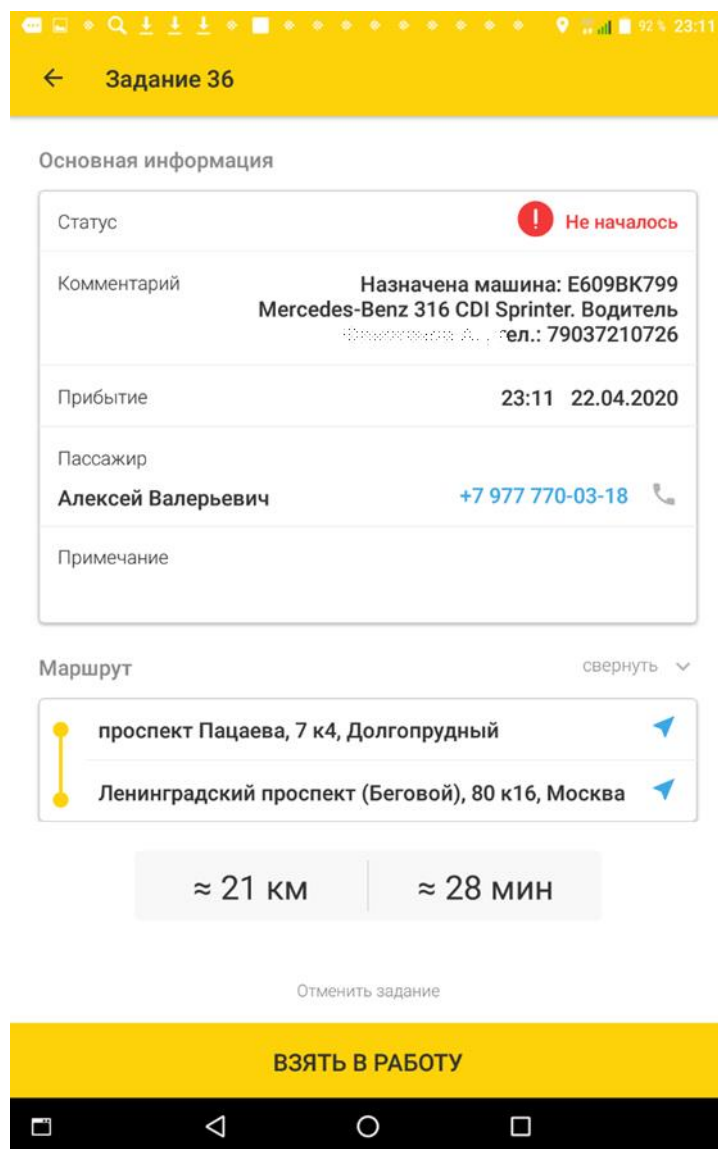 92 % 23:11
Задание 36
Основная информация
Статус
Не началось
Комментарий
Назначена машина: E609BK799
Mercedes-Benz 316 CDI Sprinter. Водитель
тел.: 79037210726
Прибытие
23:11 22.04.2020
Пассажир
Алексей Валерьевич
+7 977 770-03-18
Примечание
Маршрут
свернуть
проспект Пацаева, 7 к4, Долгопрудный
Ленинградский проспект (Беговой), 80 к16, Москва
≈ 21 км
≈ 28 мин
Отменить задание
ВЗЯТЬ В РАБОТУ